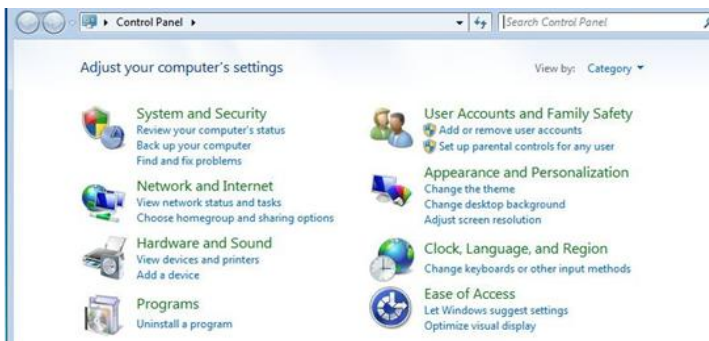 Control Panel
Search Control Panel
Adjust your computer's settings
View by: Category
System and Security
Review your computer's status
Back up your computer
Find and fix problems
Network and Internet
View network status and tasks
Choose homegroup and sharing options
Hardware and Sound
View devices and printers
Add a device
Programs
Uninstall a program
User Accounts and Family Safety
Add or remove user accounts
Set up parental controls for any user
Appearance and Personalization
Change the theme
Change desktop background
Adjust screen resolution
Clock, Language, and Region
Change keyboards or other input methods
Ease of Access
Let Windows suggest settings
Optimize visual display